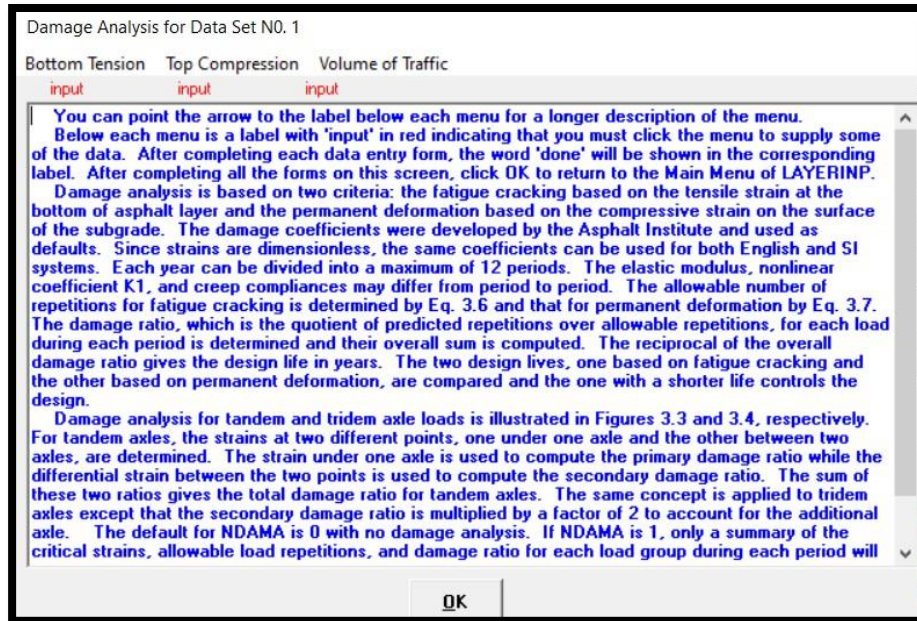 Damage Analysis for Data Set N0. 1
Bottom Tension Top Compression Volume of Traffic
input input input
You can point the arrow to the label below each menu for a longer description of the menu.
Below each menu is a label with 'input' in red indicating that you must click the menu to supply some
of the data. After completing each data entry form, the word 'done' will be shown in the corresponding
label. After completing all the forms on this screen, click OK to return to the Main Menu of LAYERINP.
Damage analysis is based on two criteria: the fatigue cracking based on the tensile strain at the
bottom of asphalt layer and the permanent deformation based on the compressive strain on the surface
of the subgrade. The damage coefficients were developed by the Asphalt Institute and used as
defaults. Since strains are dimensionless, the same coefficients can be used for both English and SI
systems. Each year can be divided into a maximum of 12 periods. The elastic modulus, nonlinear
coefficient K1, and creep compliances may differ from period to period. The allowable number of
repetitions for fatigue cracking is determined by Eq. 3.6 and that for permanent deformation by Eq. 3.7.
The damage ratio, which is the quotient of predicted repetitions over allowable repetitions, for each load
during each period is determined and their overall sum is computed. The reciprocal of the overall
damage ratio gives the design life in years. The two design lives, one based on fatigue cracking and
the other based on permanent deformation, are compared and the one with a shorter life controls the
design.
Damage analysis for tandem and tridem axle loads is illustrated in Figures 3.3 and 3.4, respectively.
For tandem axles, the strains at two different points, one under one axle and the other between two
axles, are determined. The strain under one axle is used to compute the primary damage ratio while the
differential strain between the two points is used to compute the secondary damage ratio. The sum of
these two ratios gives the total damage ratio for tandem axles. The same concept is applied to tridem
axles except that the secondary damage ratio is multiplied by a factor of 2 to account for the additional
axle. The default for NDAMA is 0 with no damage analysis. If NDAMA is 1, only a summary of the
critical strains, allowable load repetitions, and damage ratio for each load group during each period will
OK